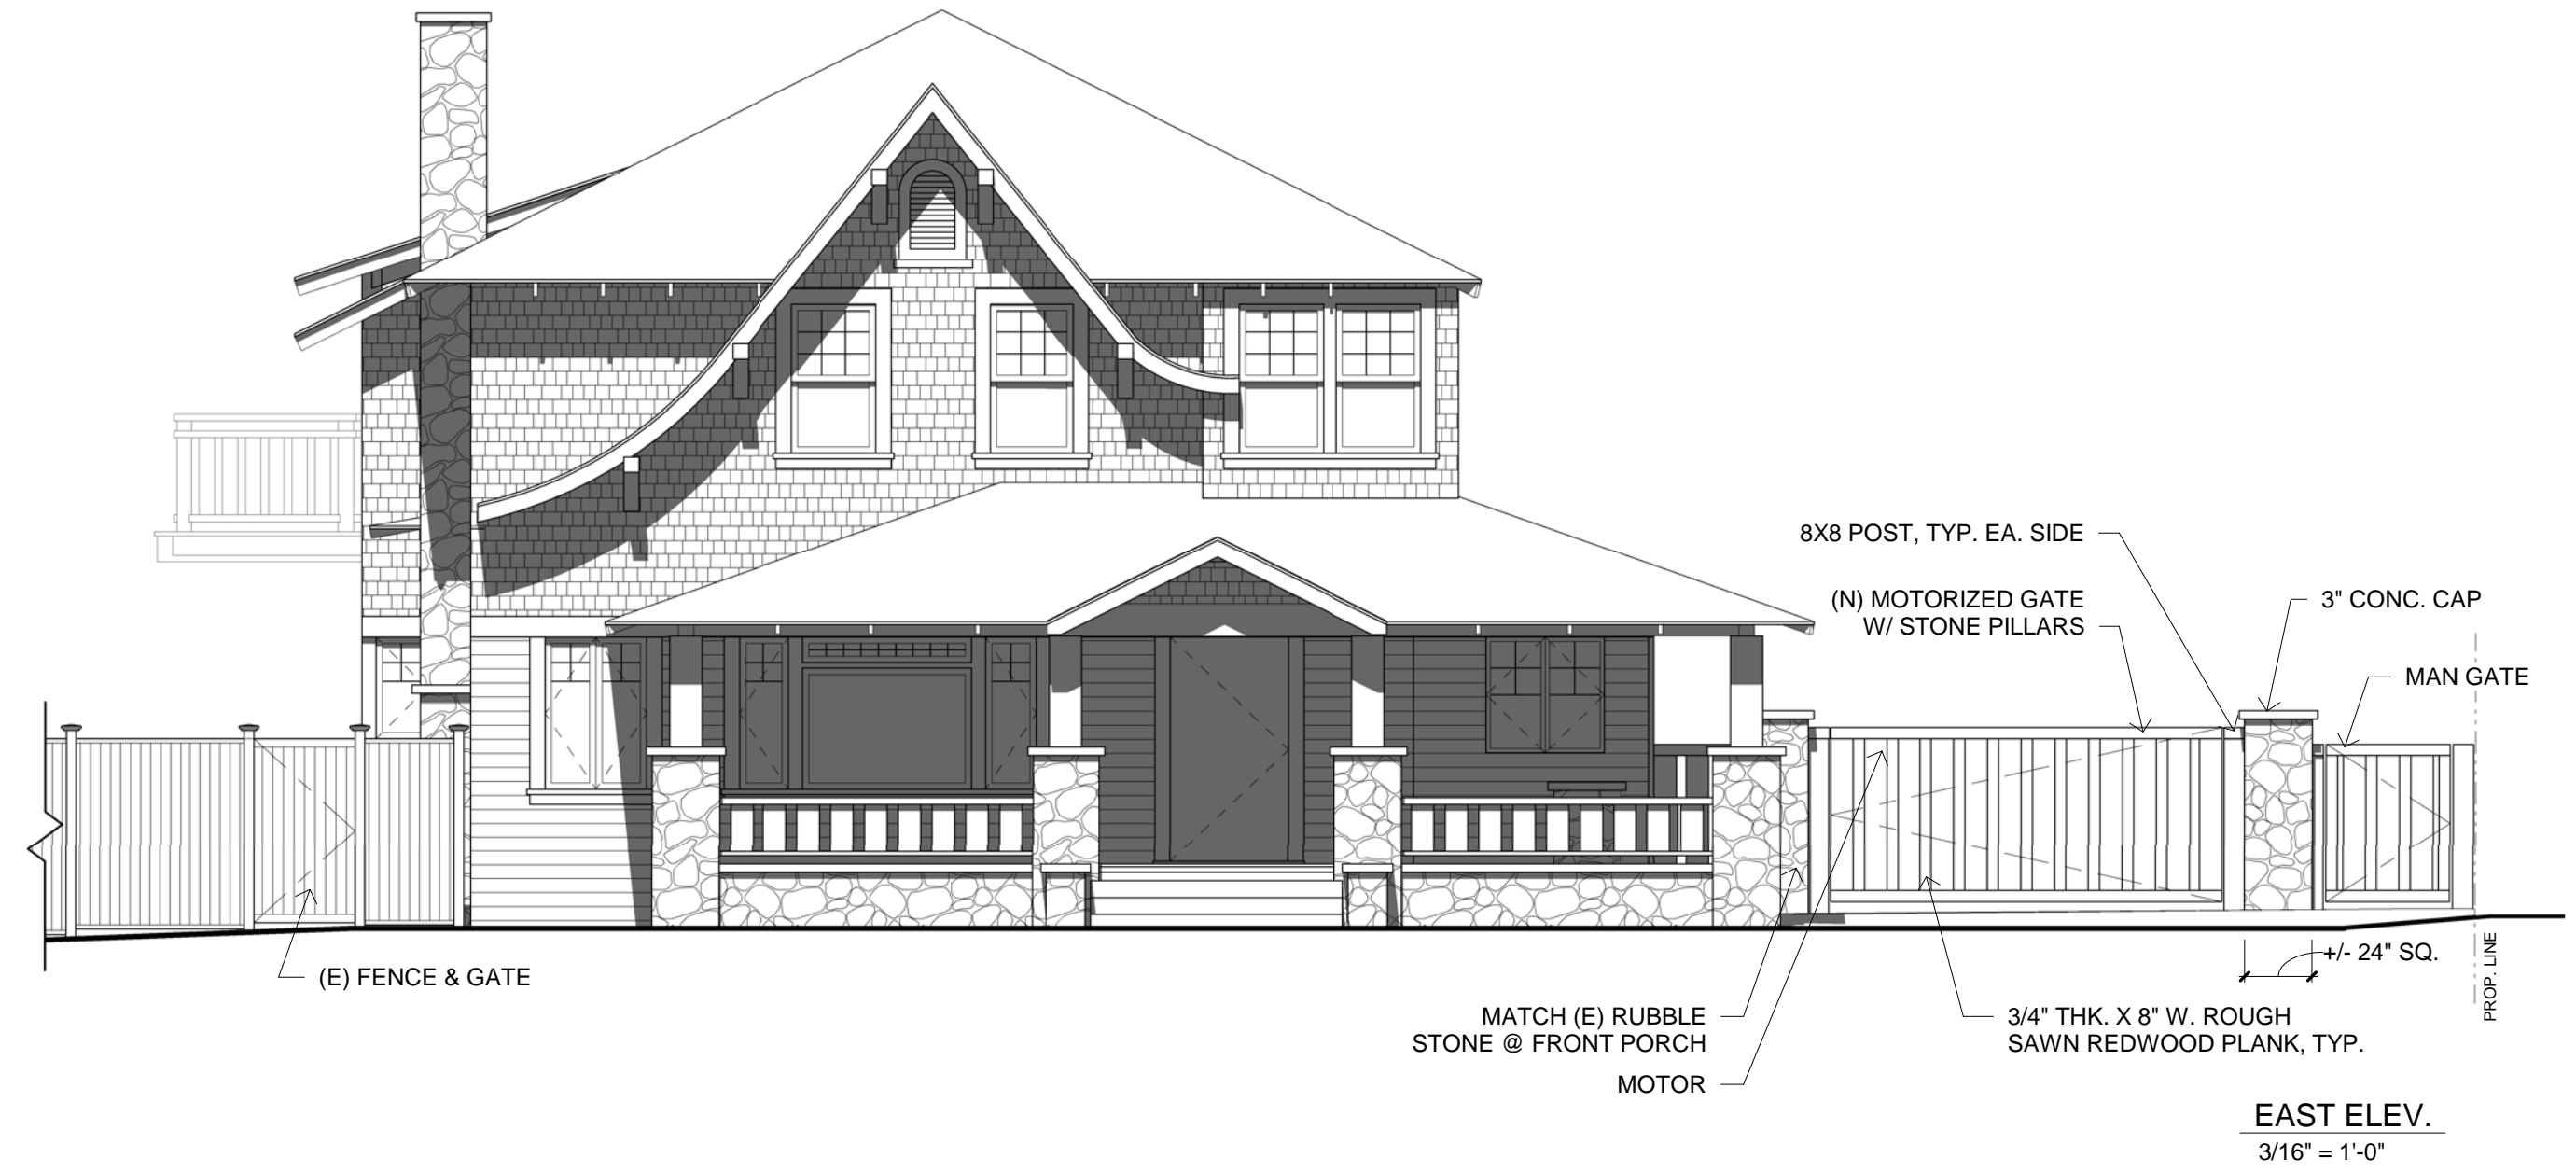 8X8 POST, TYP. EA. SIDE
(N) MOTORIZED GATE
W/ STONE PILLARS
3" CONC. CAP
MAN GATE
(E) FENCE & GATE
+/- 24" SQ.
PROP. LINE
MATCH (E) RUBBLE
STONE @ FRONT PORCH
MOTOR
3/4" THK. X 8" W. ROUGH
SAWN REDWOOD PLANK, TYP.
EAST ELEV.
3/16" = 1'-0"